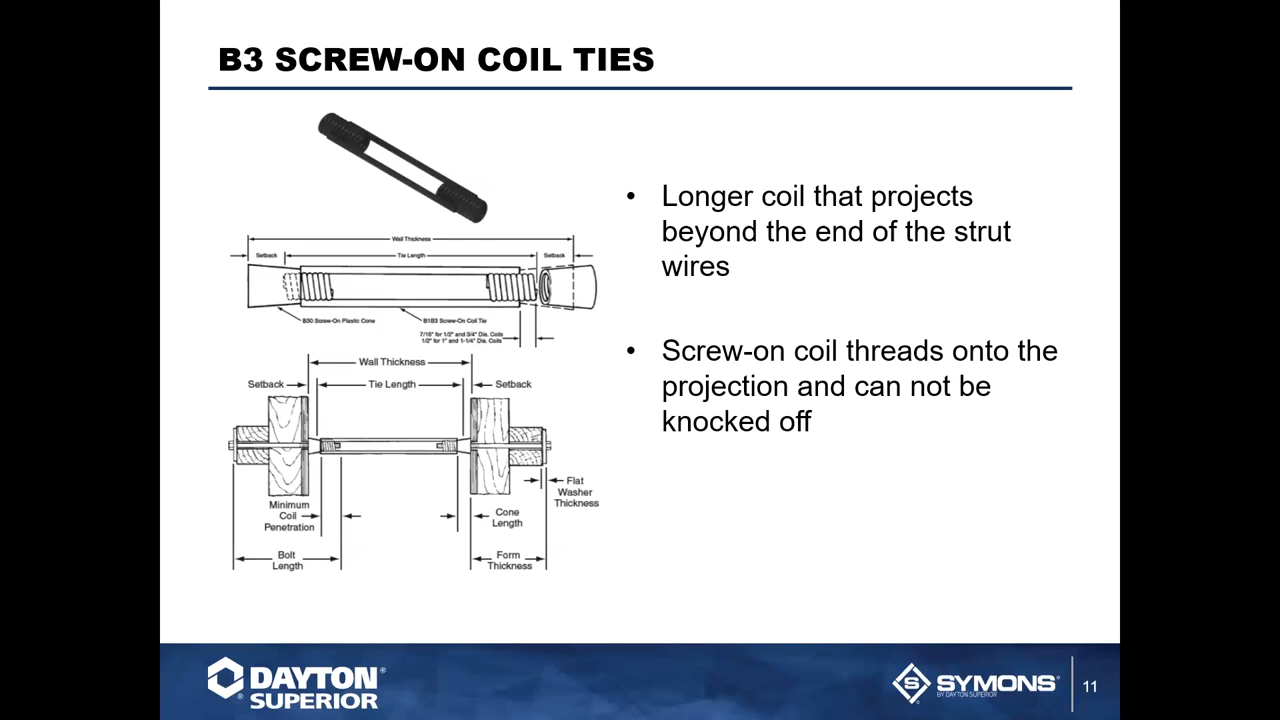 B3 SCREW-ON COIL TIES
• Longer coil that projects
beyond the end of the strut
wires
• Screw-on coil threads onto the
projection and can not be
knocked off
Wall Thickness
Setback
Tie Length
Setback
B30 Screw-On Plastic Cone
B1B3 Screw-On Coil Tie
7/16" for 1/2" and 3/4" Dia. Coils
1/2" for 1" and 1-1/4" Dia. Coils
Wall Thickness
Setback
Tie Length
Setback
Flat
Washer
Thickness
Minimum
Coil
Penetration
Cone
Length
Bolt
Length
Form
Thickness
DAYTON®
®SUPERIOR
S
SYMONS®
BY DAYTON SUPERIOR
11